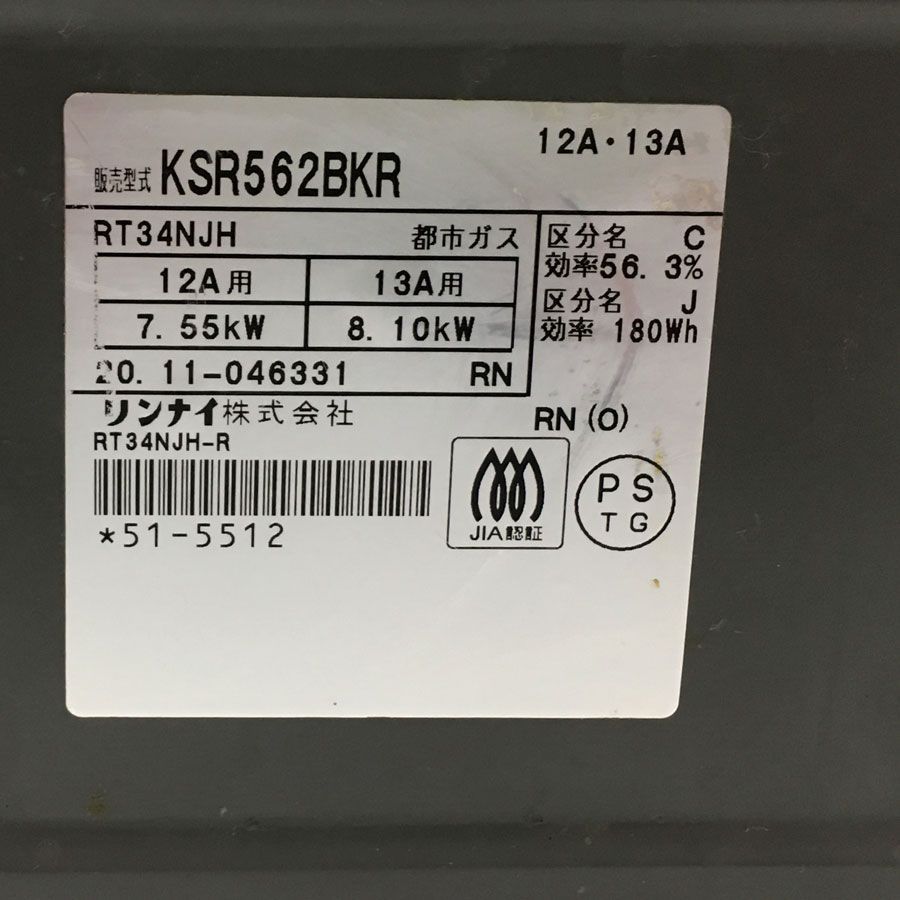 12A・13A
販売型式 KSR562BKR
RT34NJH 都市ガス
12A用 13A用
7.55kW 8.10kW
20.11-046331 RN
区分名 C
効率56.3%
区分名 J
効率 180Wh
リンナイ株式会社
RN(O)
RT34NJH-R
*51-5512
JIA認証
PS
TG